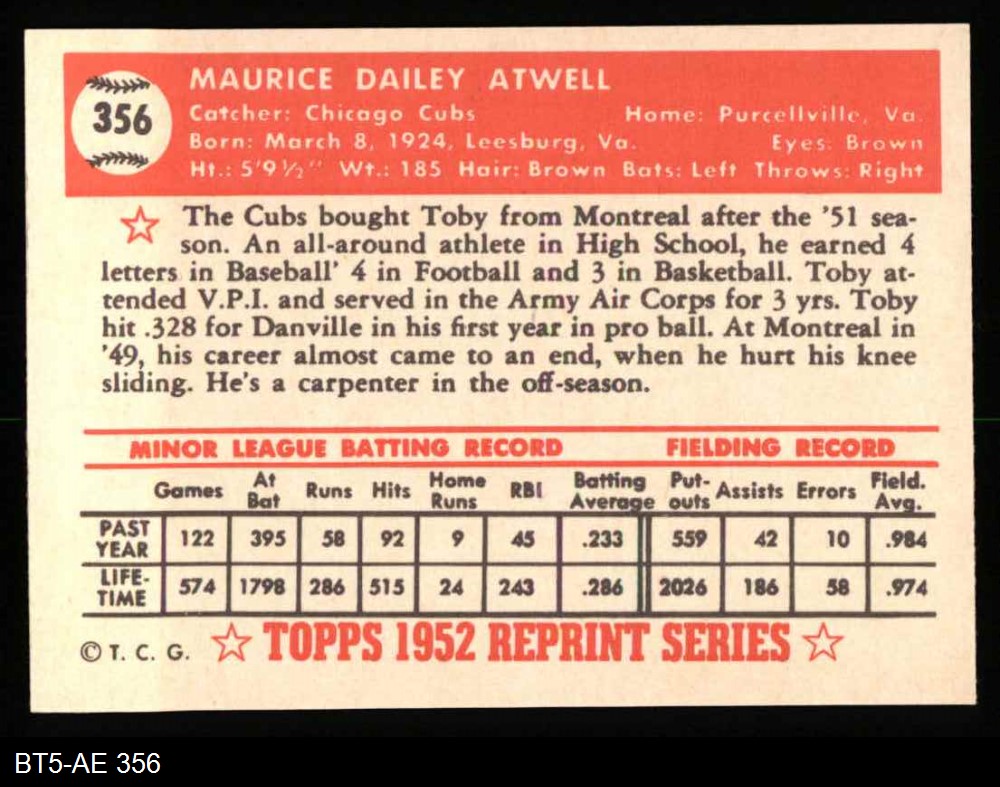 356
MAURICE DAILEY ATWELL
Catcher: Chicago Cubs Home: Purcellville, Va.
Born: March 8, 1924, Leesburg, Va. Eyes: Brown
Ht.: 5'9½" Wt.: 185 Hair: Brown Bats: Left Throws: Right
The Cubs bought Toby from Montreal after the '51 sea-
son. An all-around athlete in High School, he earned 4
letters in Baseball' 4 in Football and 3 in Basketball. Toby at-
tended V.P.I. and served in the Army Air Corps for 3 yrs. Toby
hit .328 for Danville in his first year in pro ball. At Montreal in
'49, his career almost came to an end, when he hurt his knee
sliding. He's a carpenter in the off-season.
MINOR LEAGUE BATTING RECORD FIELDING RECORD
Games At Bat Runs Hits Home Runs RBI Batting Average Put-outs Assists Errors Field. Avg.
PAST YEAR 122 395 58 92 9 45 .233 559 42 10 .984
LIFE-TIME 574 1798 286 515 24 243 .286 2026 186 58 .974
© T. C. G. TOPPS 1952 REPRINT SERIES
BT5-AE 356